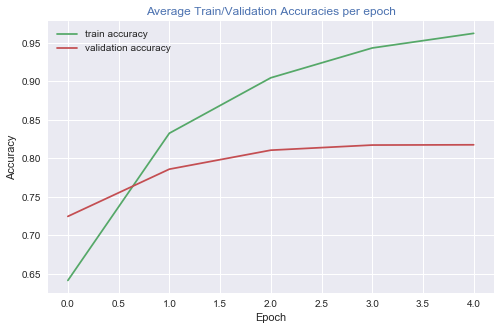 Average Train/Validation Accuracies per epoch
train accuracy
validation accuracy
0.95
0.90
0.85
0.80
0.75
0.70
0.65
Accuracy
0.0 0.5 1.0 1.5 2.0 2.5 3.0 3.5 4.0
Epoch